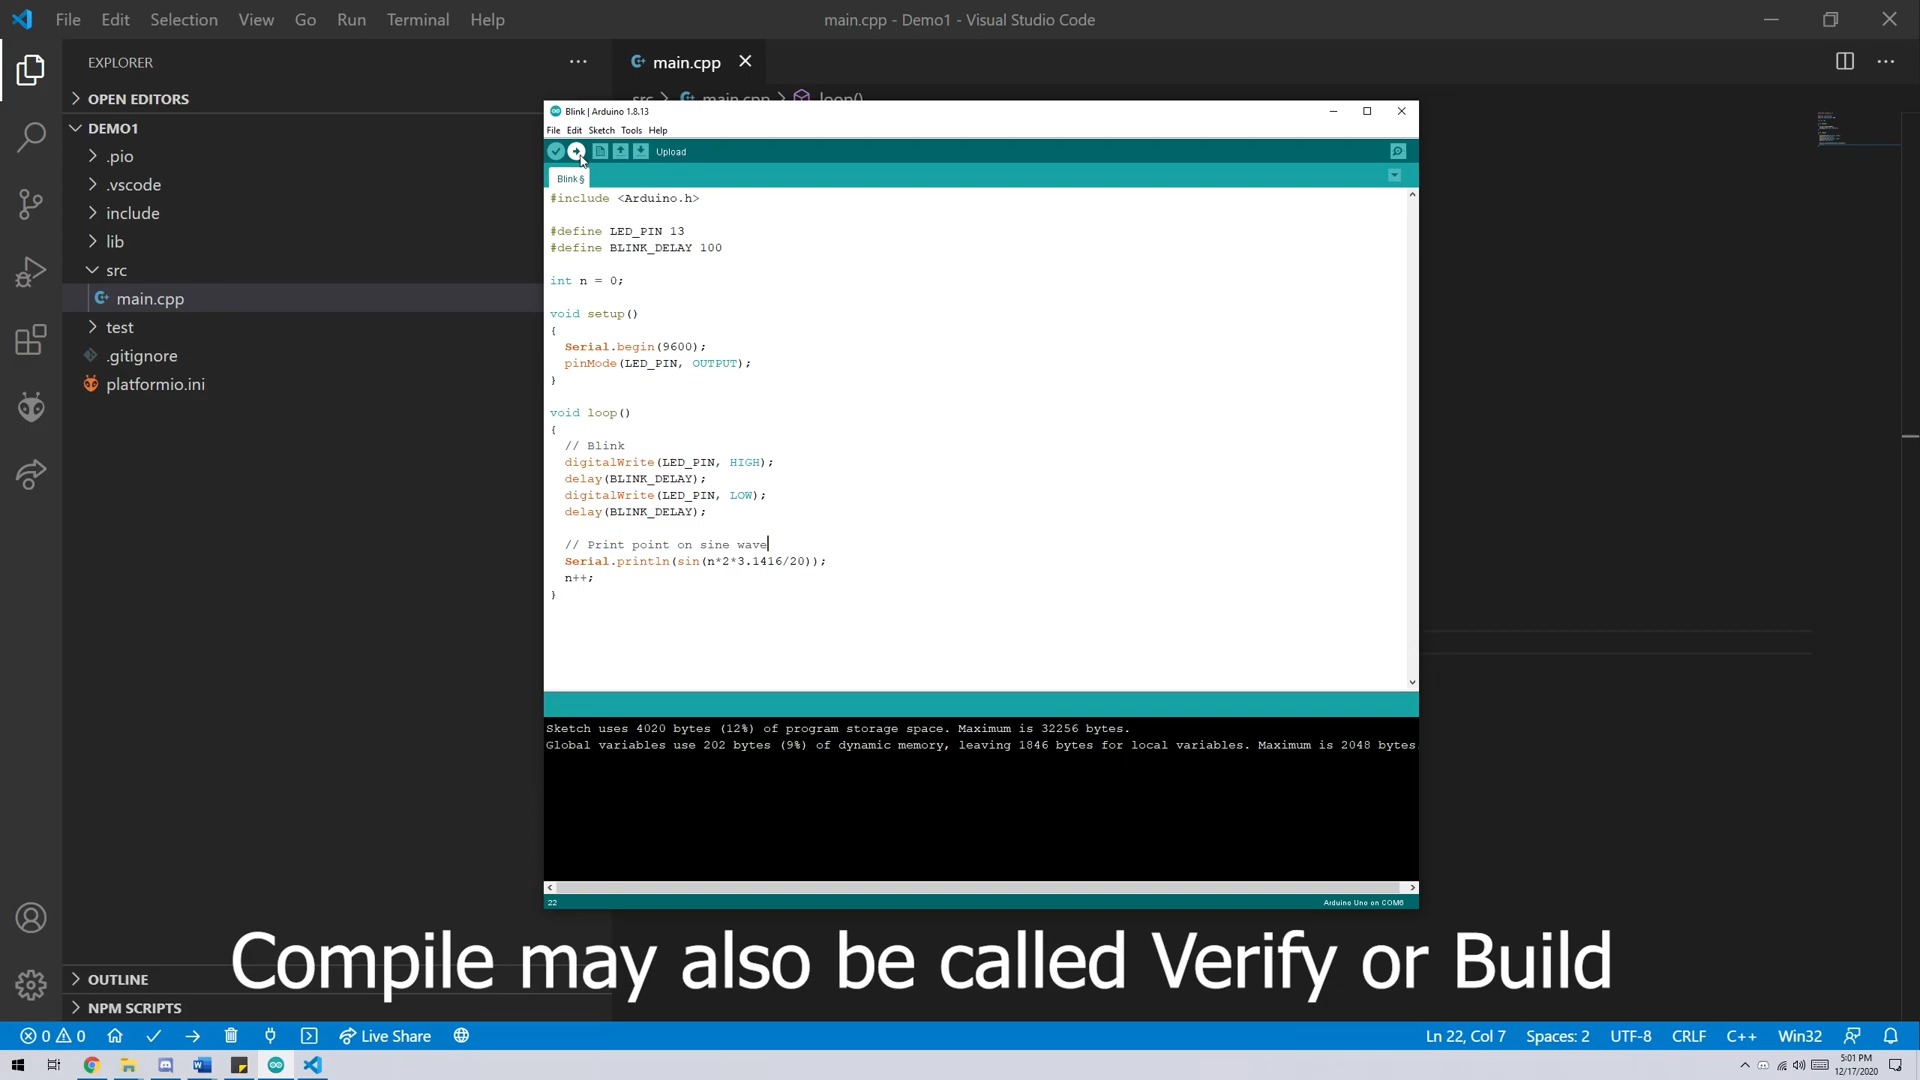 File Edit Selection View Go Run Terminal Help
main.cpp - Demo1 - Visual Studio Code
EXPLORER
OPEN EDITORS
DEMO1
.pio
.vscode
include
lib
src
main.cpp
test
.gitignore
platformio.ini
OUTLINE
NPM SCRIPTS
main.cpp
src > main.cpp > loop()
Blink | Arduino 1.8.13
File Edit Sketch Tools Help
Upload
Blink §
#include <Arduino.h>
#define LED_PIN 13
#define BLINK_DELAY 100
int n = 0;
void setup()
{
Serial.begin(9600);
pinMode(LED_PIN, OUTPUT);
}
void loop()
{
// Blink
digitalWrite(LED_PIN, HIGH);
delay(BLINK_DELAY);
digitalWrite(LED_PIN, LOW);
delay(BLINK_DELAY);
// Print point on sine wave
Serial.println(sin(n*2*3.1416/20));
n++;
}
Sketch uses 4020 bytes (12%) of program storage space. Maximum is 32256 bytes.
Global variables use 202 bytes (9%) of dynamic memory, leaving 1846 bytes for local variables. Maximum is 2048 bytes.
22
Arduino Uno on COM6
Compile may also be called Verify or Build
0 0 Live Share
Ln 22, Col 7 Spaces: 2 UTF-8 CRLF C++ Win32
5:01 PM
12/17/2020